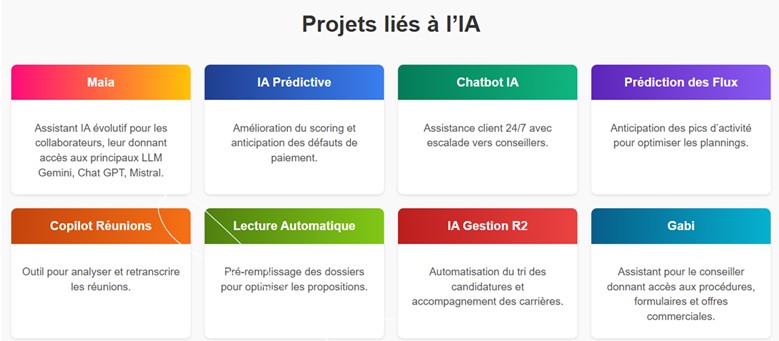 Projets liés à l’IA
Maia
Assistant IA évolutif pour les
collaborateurs, leur donnant
accès aux principaux LLM
Gemini, Chat GPT, Mistral.
IA Prédictive
Amélioration du scoring et
anticipation des défauts de
paiement.
Chatbot IA
Assistance client 24/7 avec
escalade vers conseillers.
Prédiction des Flux
Anticipation des pics d’activité
pour optimiser les plannings.
Copilot Réunions
Outil pour analyser et retranscrire
les réunions.
Lecture Automatique
Pré-remplissage des dossiers
pour optimiser les propositions.
IA Gestion R2
Automatisation du tri des
candidatures et
accompagnement des carrières.
Gabi
Assistant pour le conseiller
donnant accès aux procédures,
formulaires et offres
commerciales.